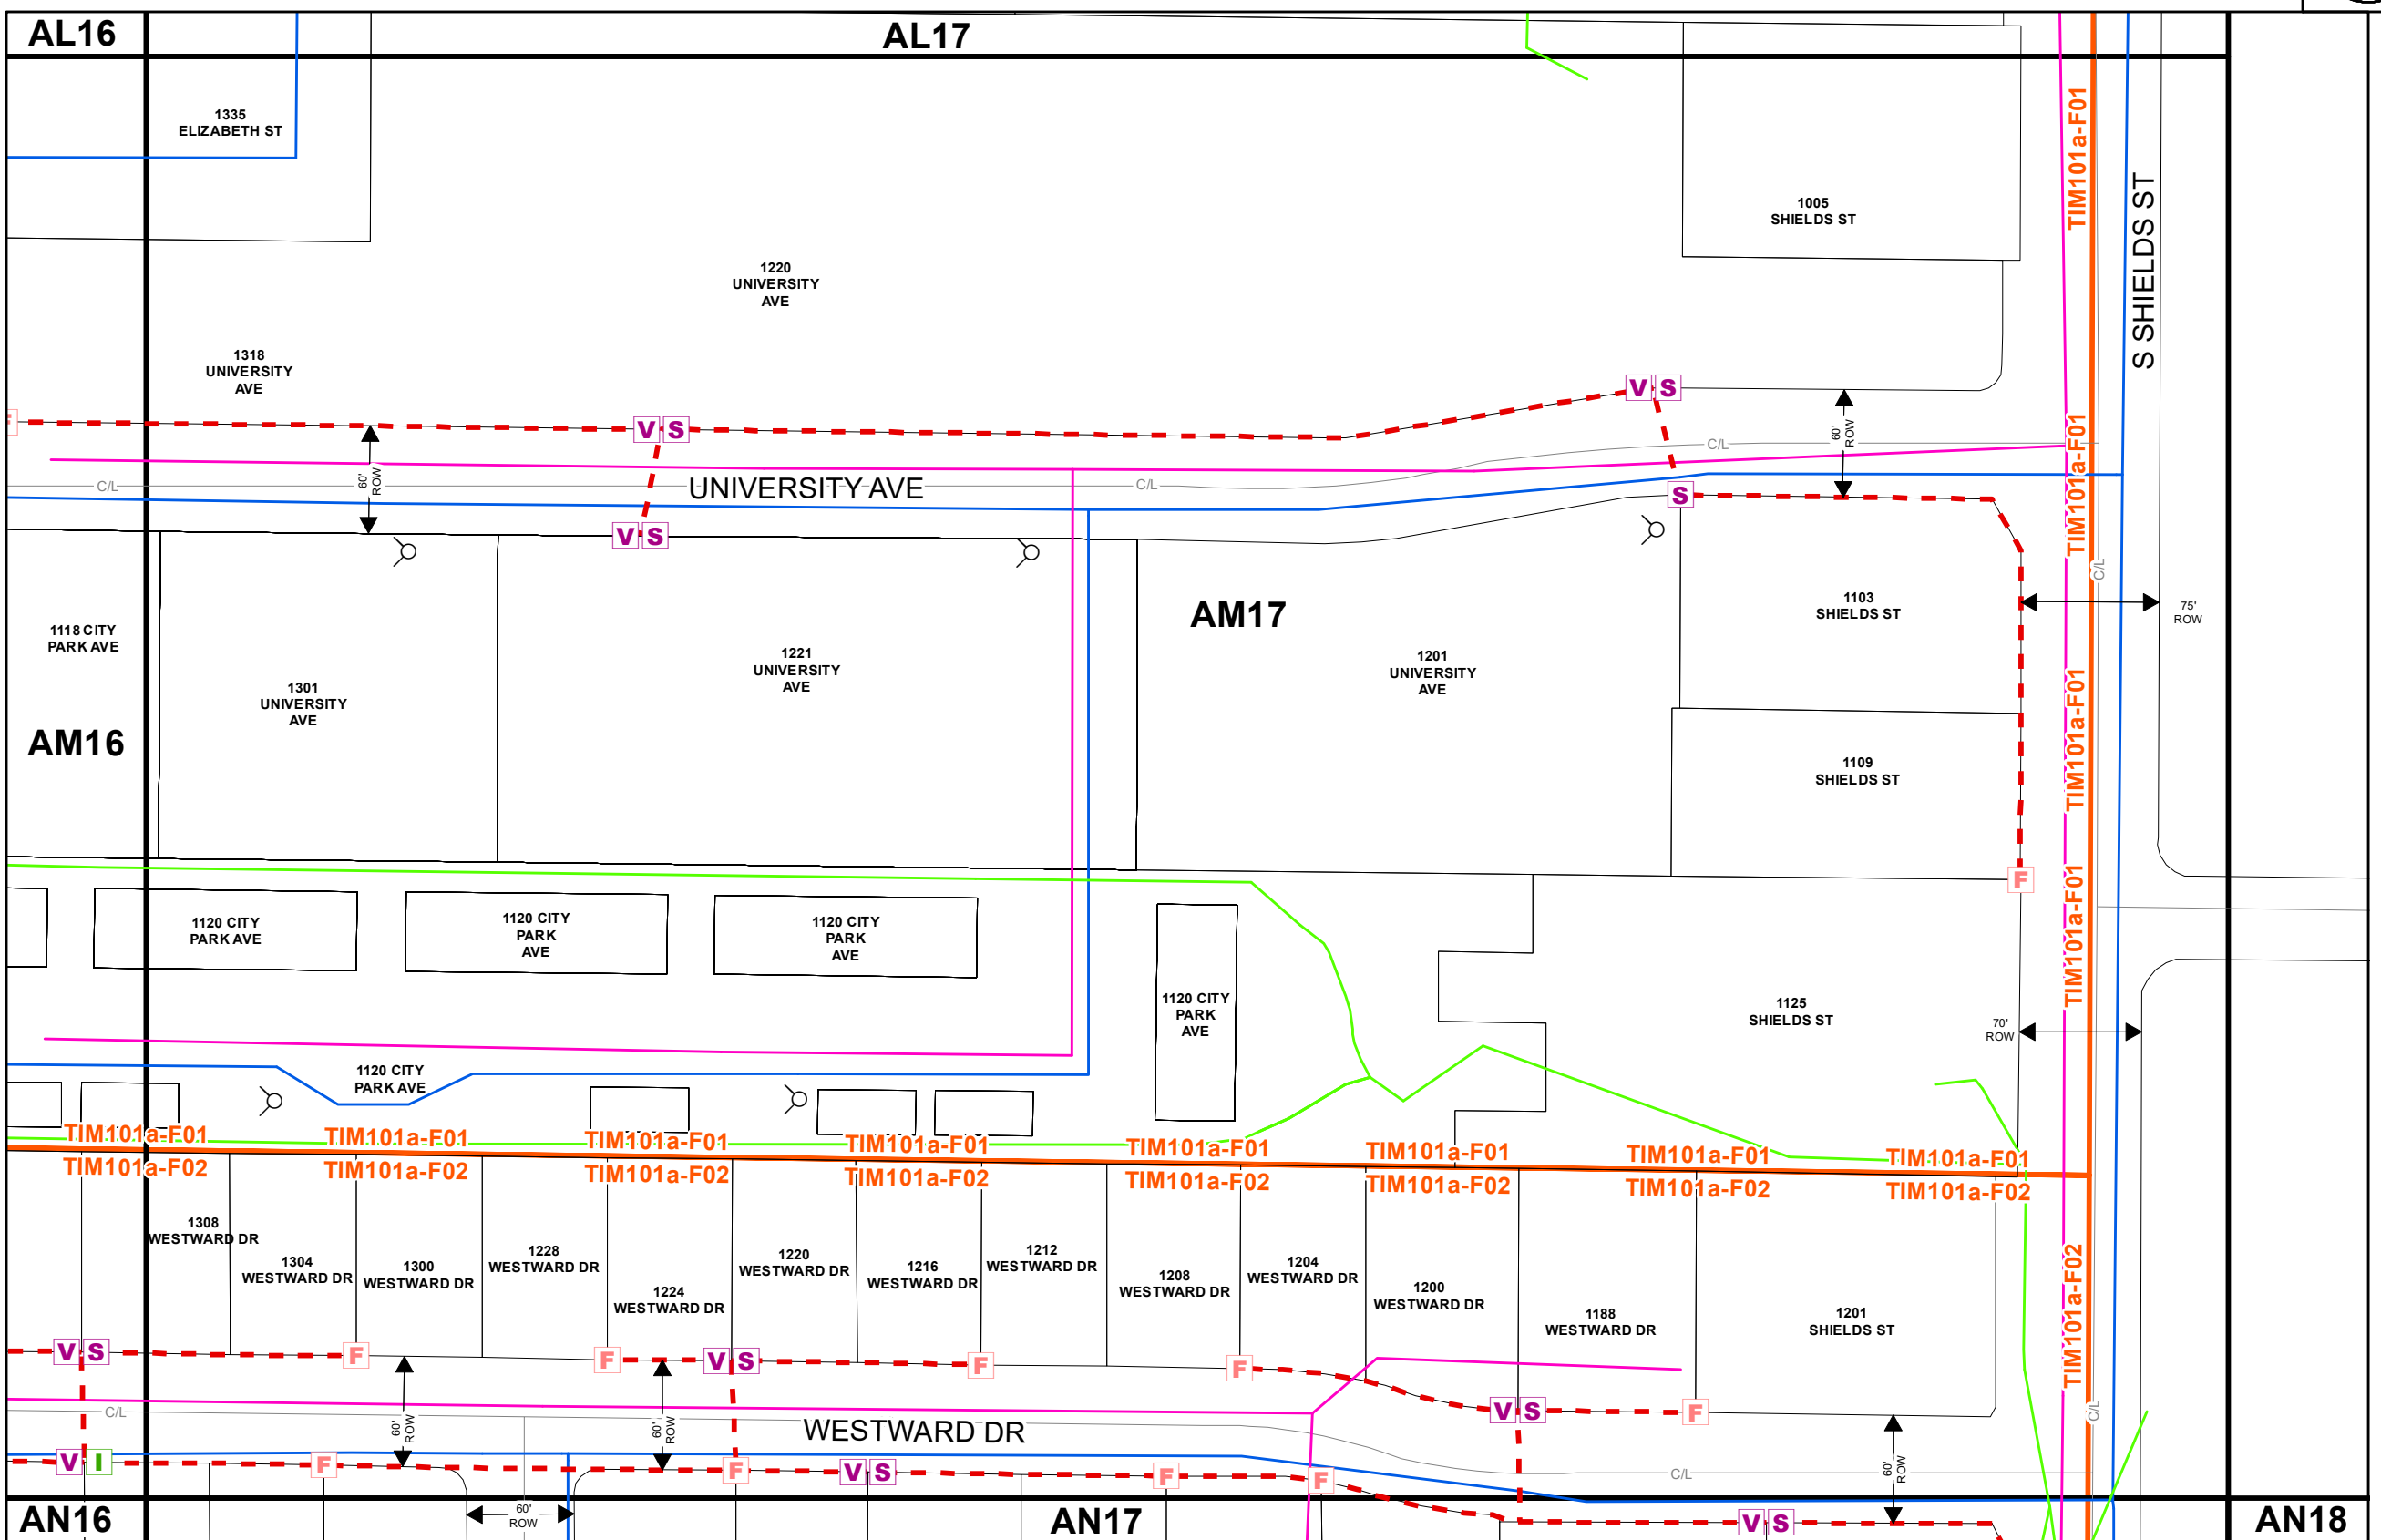 AL16
AL17
1335
ELIZABETH ST
1005
SHIELDS ST
TIM101a-F01
S SHIELDS ST
1220
UNIVERSITY
AVE
1318
UNIVERSITY
AVE
V S
V S
F
60'
ROW
60'
ROW
C/L
C/L
C/L
UNIVERSITY AVE
TIM101a-F01
S
V S
C/L
1118 CITY
PARK AVE
1301
UNIVERSITY
AVE
1221
UNIVERSITY
AVE
AM17
1201
UNIVERSITY
AVE
1103
SHIELDS ST
75'
ROW
AM16
1109
SHIELDS ST
TIM101a-F01
F
1120 CITY
PARK AVE
1120 CITY
PARK
AVE
1120 CITY
PARK
AVE
1120 CITY
PARK
AVE
TIM101a-F01
1125
SHIELDS ST
70'
ROW
1120 CITY
PARK AVE
TIM101a-F01
TIM101a-F01
TIM101a-F01
TIM101a-F01
TIM101a-F01
TIM101a-F01
TIM101a-F01
TIM101a-F01
TIM101a-F02
TIM101a-F02
TIM101a-F02
TIM101a-F02
TIM101a-F02
TIM101a-F02
TIM101a-F02
TIM101a-F02
1308
WESTWARD DR
1304
WESTWARD DR
1300
WESTWARD DR
1228
WESTWARD DR
1224
WESTWARD DR
1220
WESTWARD DR
1216
WESTWARD DR
1212
WESTWARD DR
1208
WESTWARD DR
1204
WESTWARD DR
1200
WESTWARD DR
1188
WESTWARD DR
1201
SHIELDS ST
TIM101a-F02
V S
F
F
V S
F
F
V S
F
C/L
60'
ROW
60'
ROW
WESTWARD DR
C/L
C/L
60'
ROW
V I
F
F
V S
F
F
AN16
60'
ROW
AN17
V S
AN18